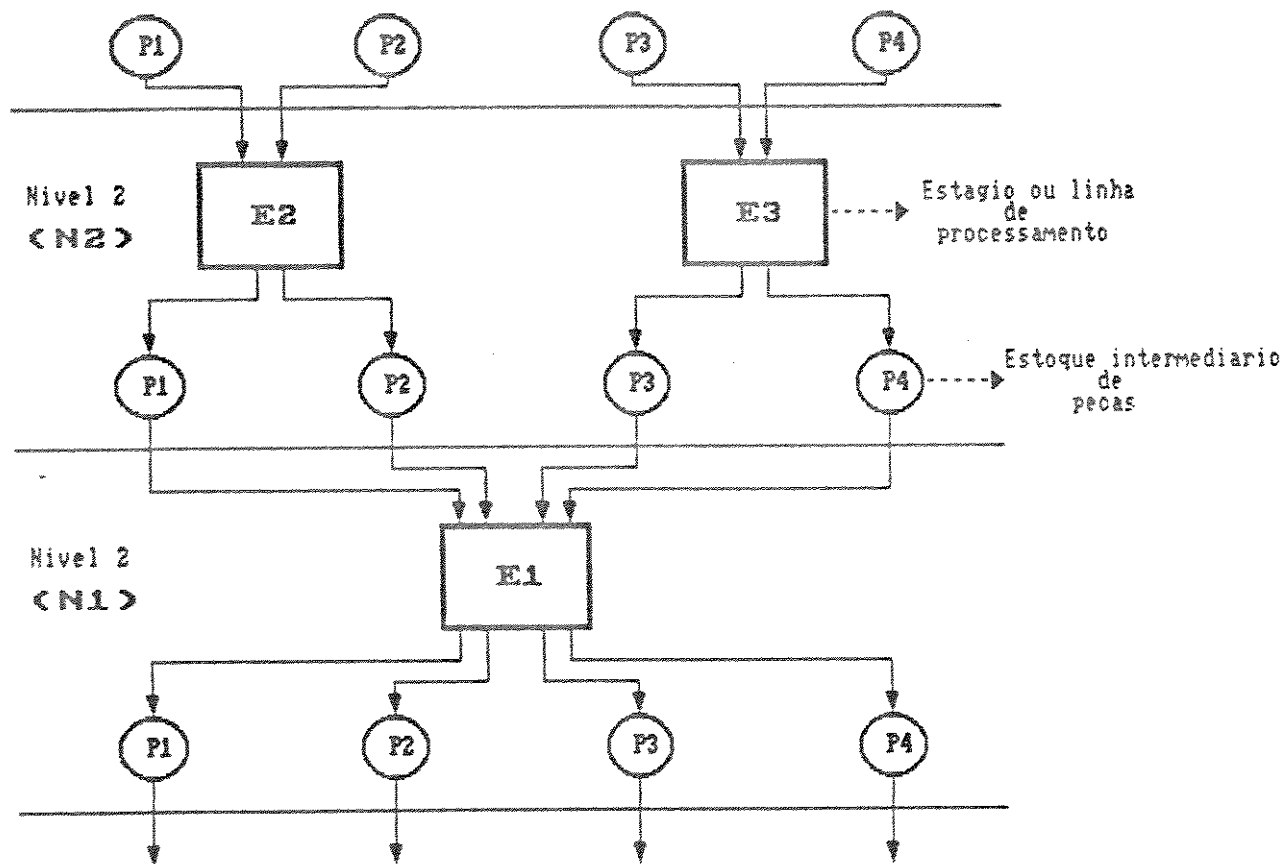 P1 P2 P3 P4
Nivel 2
<N2>
E2
E3
Estagio ou linha
de
processamento
P1 P2 P3 P4
Estoque intermediario
de
pecas
Nivel 2
<N1>
E1
P1 P2 P3 P4